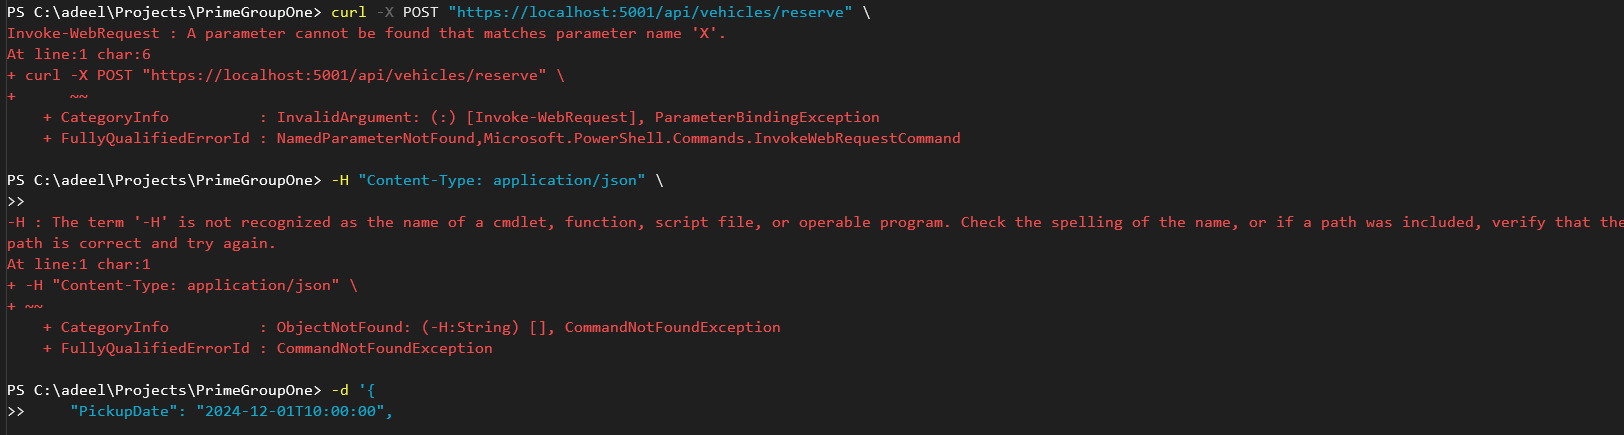 PS C:\adeel\Projects\PrimeGroupOne> curl -X POST "https://localhost:5001/api/vehicles/reserve" \
Invoke-WebRequest : A parameter cannot be found that matches parameter name 'X'.
At line:1 char:6
+ curl -X POST "https://localhost:5001/api/vehicles/reserve" \
+      ~~
    + CategoryInfo          : InvalidArgument: (:) [Invoke-WebRequest], ParameterBindingException
    + FullyQualifiedErrorId : NamedParameterNotFound,Microsoft.PowerShell.Commands.InvokeWebRequestCommand

PS C:\adeel\Projects\PrimeGroupOne> -H "Content-Type: application/json" \
>>
-H : The term '-H' is not recognized as the name of a cmdlet, function, script file, or operable program. Check the spelling of the name, or if a path was included, verify that the
path is correct and try again.
At line:1 char:1
+ -H "Content-Type: application/json" \
+ ~~
    + CategoryInfo          : ObjectNotFound: (-H:String) [], CommandNotFoundException
    + FullyQualifiedErrorId : CommandNotFoundException

PS C:\adeel\Projects\PrimeGroupOne> -d '{
>>     "PickupDate": "2024-12-01T10:00:00",